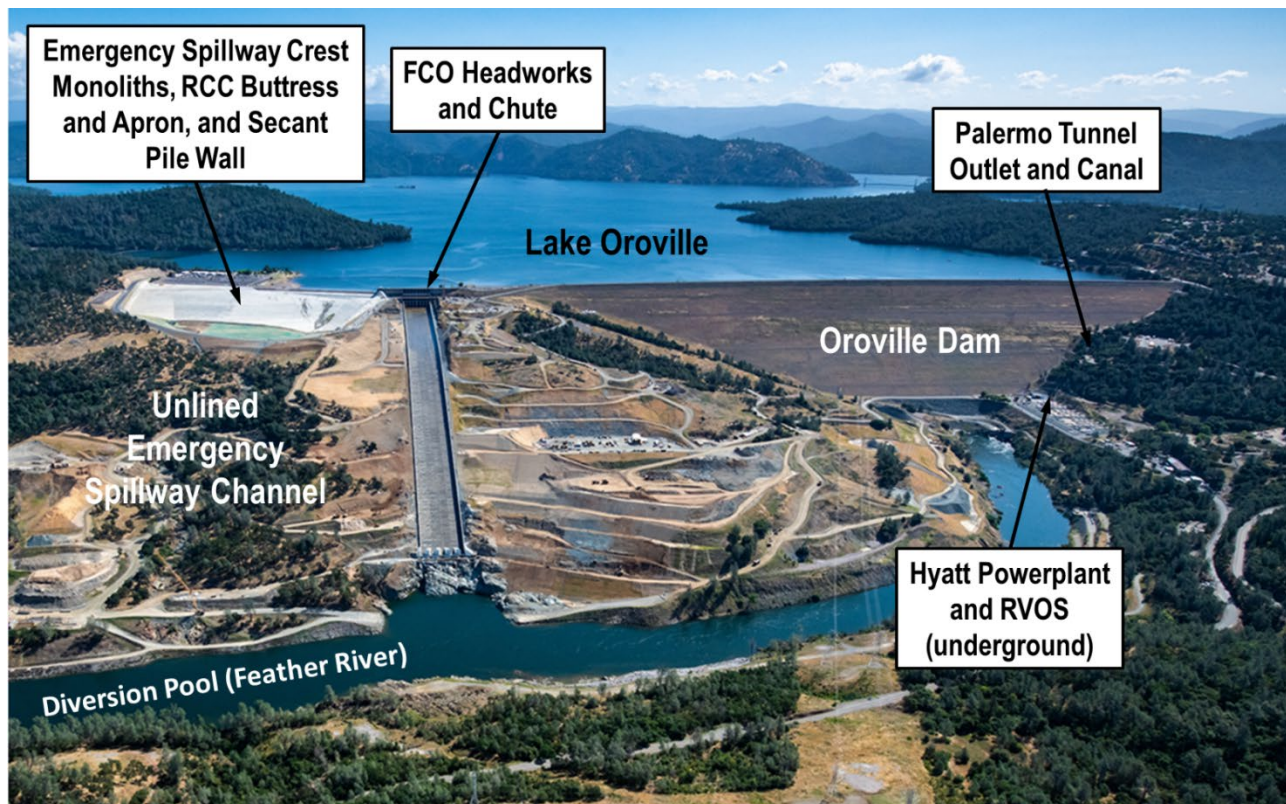 Emergency Spillway Crest
Monoliths, RCC Buttress
and Apron, and Secant
Pile Wall
FCO Headworks
and Chute
Palermo Tunnel
Outlet and Canal
Lake Oroville
Oroville Dam
Unlined
Emergency
Spillway Channel
Hyatt Powerplant
and RVOS
(underground)
Diversion Pool (Feather River)